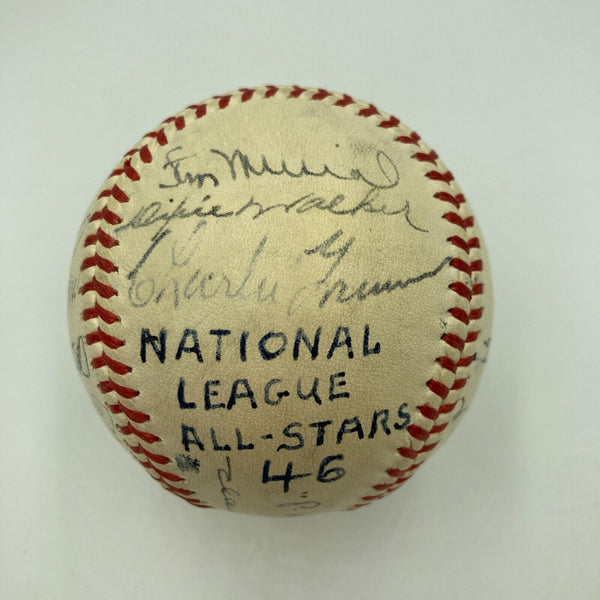 Stan Musial
Dixie Walker
Charlie Grimm
NATIONAL
LEAGUE
ALL-STARS
46